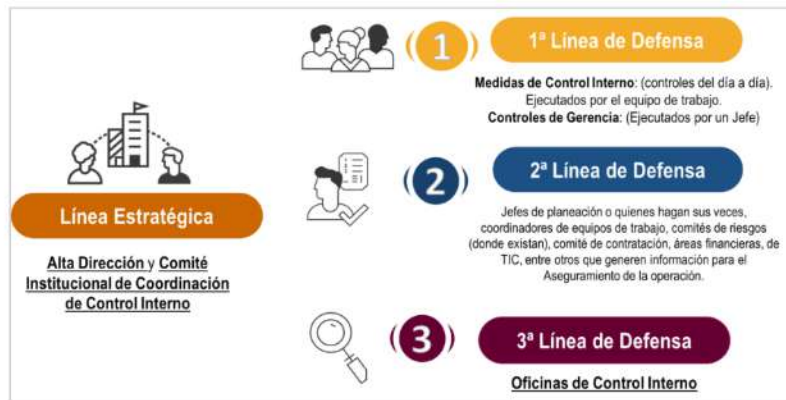 Línea Estratégica
Alta Dirección y Comité
Institucional de Coordinación
de Control Interno
1
1ª Línea de Defensa
Medidas de Control Interno: (controles del día a día).
Ejecutados por el equipo de trabajo.
Controles de Gerencia: (Ejecutados por un Jefe)
2
2ª Línea de Defensa
Jefes de planeación o quienes hagan sus veces,
coordinadores de equipos de trabajo, comités de riesgos
(donde existan), comité de contratación, áreas financieras, de
TIC, entre otros que generen información para el
Aseguramiento de la operación.
3
3ª Línea de Defensa
Oficinas de Control Interno